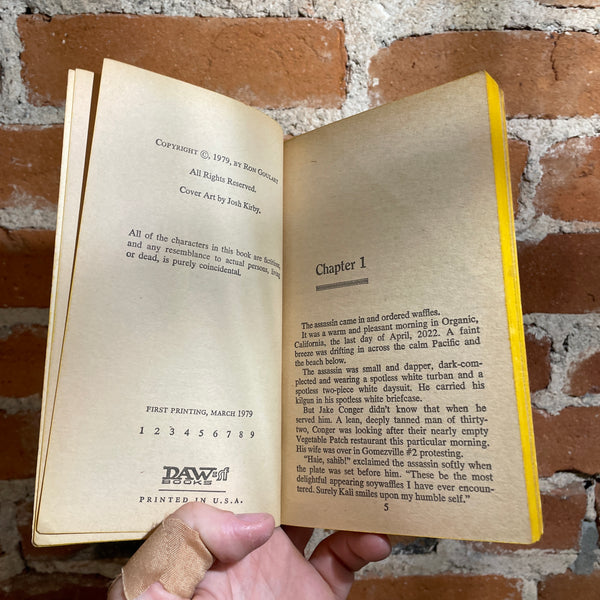 COPYRIGHT ©, 1979, BY RON GOULART
All Rights Reserved.
Cover Art by Josh Kirby.
All of the characters in this book are fictitious,
and any resemblance to actual persons, living
or dead, is purely coincidental.
FIRST PRINTING, MARCH 1979
1 2 3 4 5 6 7 8 9
DAW sf
BOOKS
PRINTED IN U.S.A.
Chapter 1
The assassin came in and ordered waffles.
It was a warm and pleasant morning in Organic,
California, the last day of April, 2022. A faint
breeze was drifting in across the calm Pacific and
the beach below.
The assassin was small and dapper, dark-com-
plected and wearing a spotless white turban and a
spotless two-piece white daysuit. He carried his
kilgun in his spotless white briefcase.
But Jake Conger didn't know that when he
served him. A lean, deeply tanned man of thirty-
two, Conger was looking after their nearly empty
Vegetable Patch restaurant this particular morning.
His wife was over in Gomezville #2 protesting.
"Haie, sahib!" exclaimed the assassin softly when
the plate was set before him. "These be the most
delightful appearing soywaffles I have ever encoun-
tered. Surely Kali smiles upon my humble self."
5